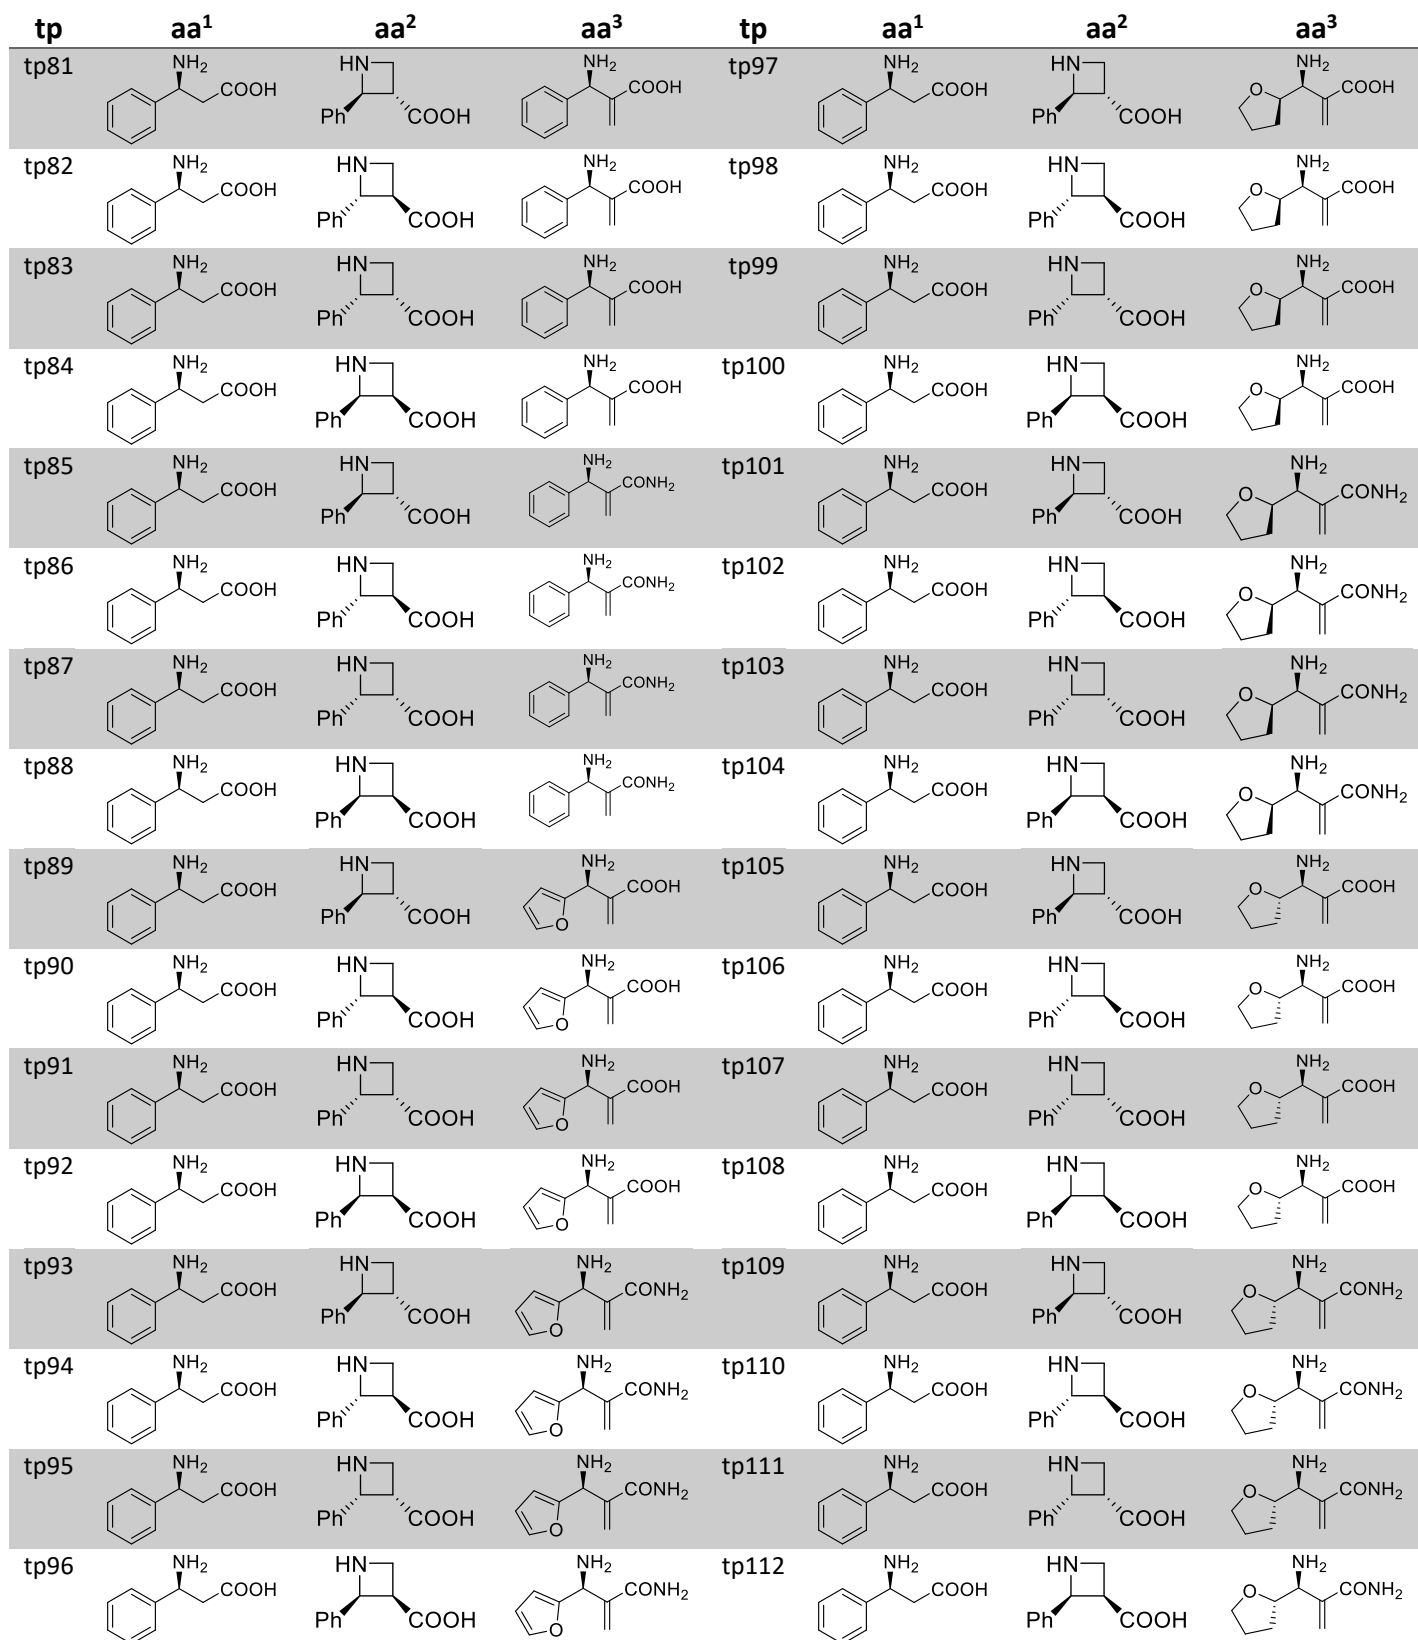 tp aa¹ aa² aa³ tp aa¹ aa² aa³
tp81 NH₂ HN NH₂ tp97 NH₂ HN NH₂
COOH COOH COOH O COOH
Ph COOH Ph COOH
tp82 NH₂ HN NH₂ tp98 NH₂ HN NH₂
COOH COOH COOH O COOH
Ph COOH Ph COOH
tp83 NH₂ HN NH₂ tp99 NH₂ HN NH₂
COOH COOH COOH O COOH
Ph COOH Ph COOH
tp84 NH₂ HN NH₂ tp100 NH₂ HN NH₂
COOH COOH COOH O COOH
Ph COOH Ph COOH
tp85 NH₂ HN NH₂ tp101 NH₂ HN NH₂
COOH CONH₂ COOH O CONH₂
Ph COOH Ph COOH
tp86 NH₂ HN NH₂ tp102 NH₂ HN NH₂
COOH CONH₂ COOH O CONH₂
Ph COOH Ph COOH
tp87 NH₂ HN NH₂ tp103 NH₂ HN NH₂
COOH CONH₂ COOH O CONH₂
Ph COOH Ph COOH
tp88 NH₂ HN NH₂ tp104 NH₂ HN NH₂
COOH CONH₂ COOH O CONH₂
Ph COOH Ph COOH
tp89 NH₂ HN NH₂ tp105 NH₂ HN NH₂
COOH COOH COOH O COOH
Ph COOH O Ph COOH
tp90 NH₂ HN NH₂ tp106 NH₂ HN NH₂
COOH COOH COOH O COOH
Ph COOH O Ph COOH
tp91 NH₂ HN NH₂ tp107 NH₂ HN NH₂
COOH COOH COOH O COOH
Ph COOH O Ph COOH
tp92 NH₂ HN NH₂ tp108 NH₂ HN NH₂
COOH COOH COOH O COOH
Ph COOH O Ph COOH
tp93 NH₂ HN NH₂ tp109 NH₂ HN NH₂
COOH CONH₂ COOH O CONH₂
Ph COOH O Ph COOH
tp94 NH₂ HN NH₂ tp110 NH₂ HN NH₂
COOH CONH₂ COOH O CONH₂
Ph COOH O Ph COOH
tp95 NH₂ HN NH₂ tp111 NH₂ HN NH₂
COOH CONH₂ COOH O CONH₂
Ph COOH O Ph COOH
tp96 NH₂ HN NH₂ tp112 NH₂ HN NH₂
COOH CONH₂ COOH O CONH₂
Ph COOH O Ph COOH